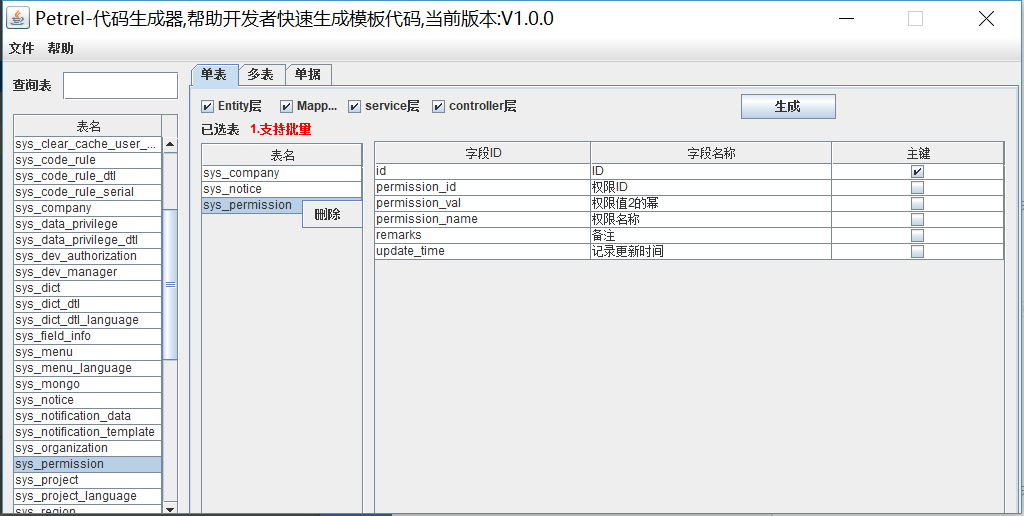 Petrel-代码生成器,帮助开发者快速生成模板代码,当前版本:V1.0.0
文件 帮助
查询表
单表 多表 单据
Entity层 Mapp... service层 controller层 生成
已选表 1.支持批量
表名
sys_clear_cache_user_...
sys_code_rule
sys_code_rule_dtl
sys_code_rule_serial
sys_company
sys_data_privilege
sys_data_privilege_dtl
sys_dev_authorization
sys_dev_manager
sys_dict
sys_dict_dtl
sys_dict_dtl_language
sys_field_info
sys_menu
sys_menu_language
sys_mongo
sys_notice
sys_notification_data
sys_notification_template
sys_organization
sys_permission
sys_project
sys_project_language
sys_region
表名
sys_company
sys_notice
sys_permission
删除
字段ID 字段名称 主键
id ID
permission_id 权限ID
permission_val 权限值2的幂
permission_name 权限名称
remarks 备注
update_time 记录更新时间